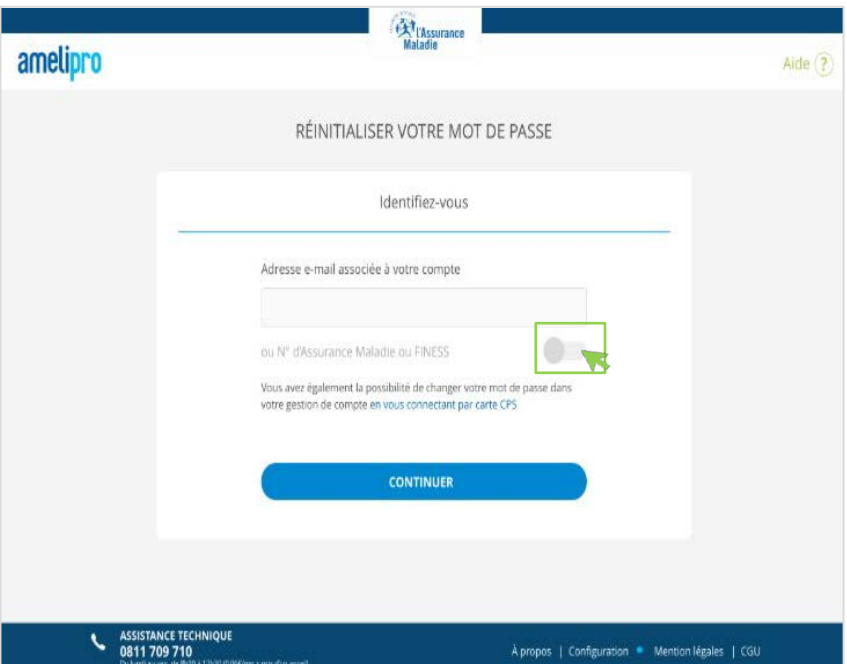 l'Assurance
Maladie
amelipro
Aide ?
RÉINITIALISER VOTRE MOT DE PASSE
Identifiez-vous
Adresse e-mail associée à votre compte
ou N° d'Assurance Maladie ou FINESS
Vous avez également la possibilité de changer votre mot de passe dans
votre gestion de compte en vous connectant par carte CPS
CONTINUER
ASSISTANCE TECHNIQUE
0811 709 710
À propos | Configuration Mention légales | CGU